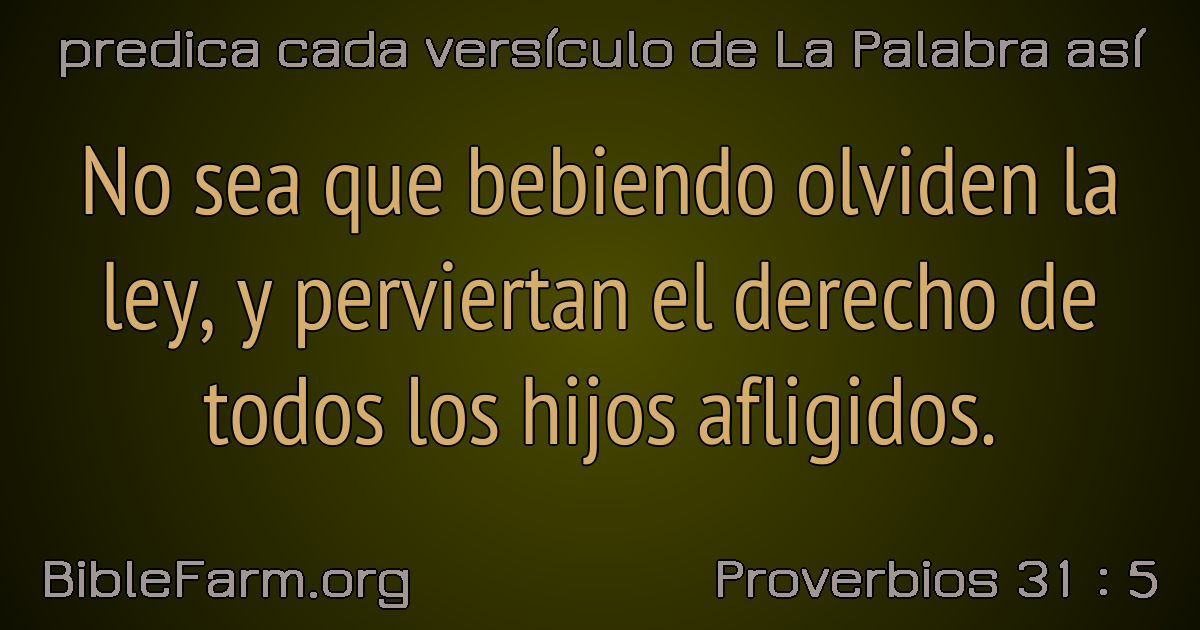 predica cada versículo de La Palabra así
No sea que bebiendo olviden la
ley, y perviertan el derecho de
todos los hijos afligidos.
BibleFarm.org
Proverbios 31 : 5